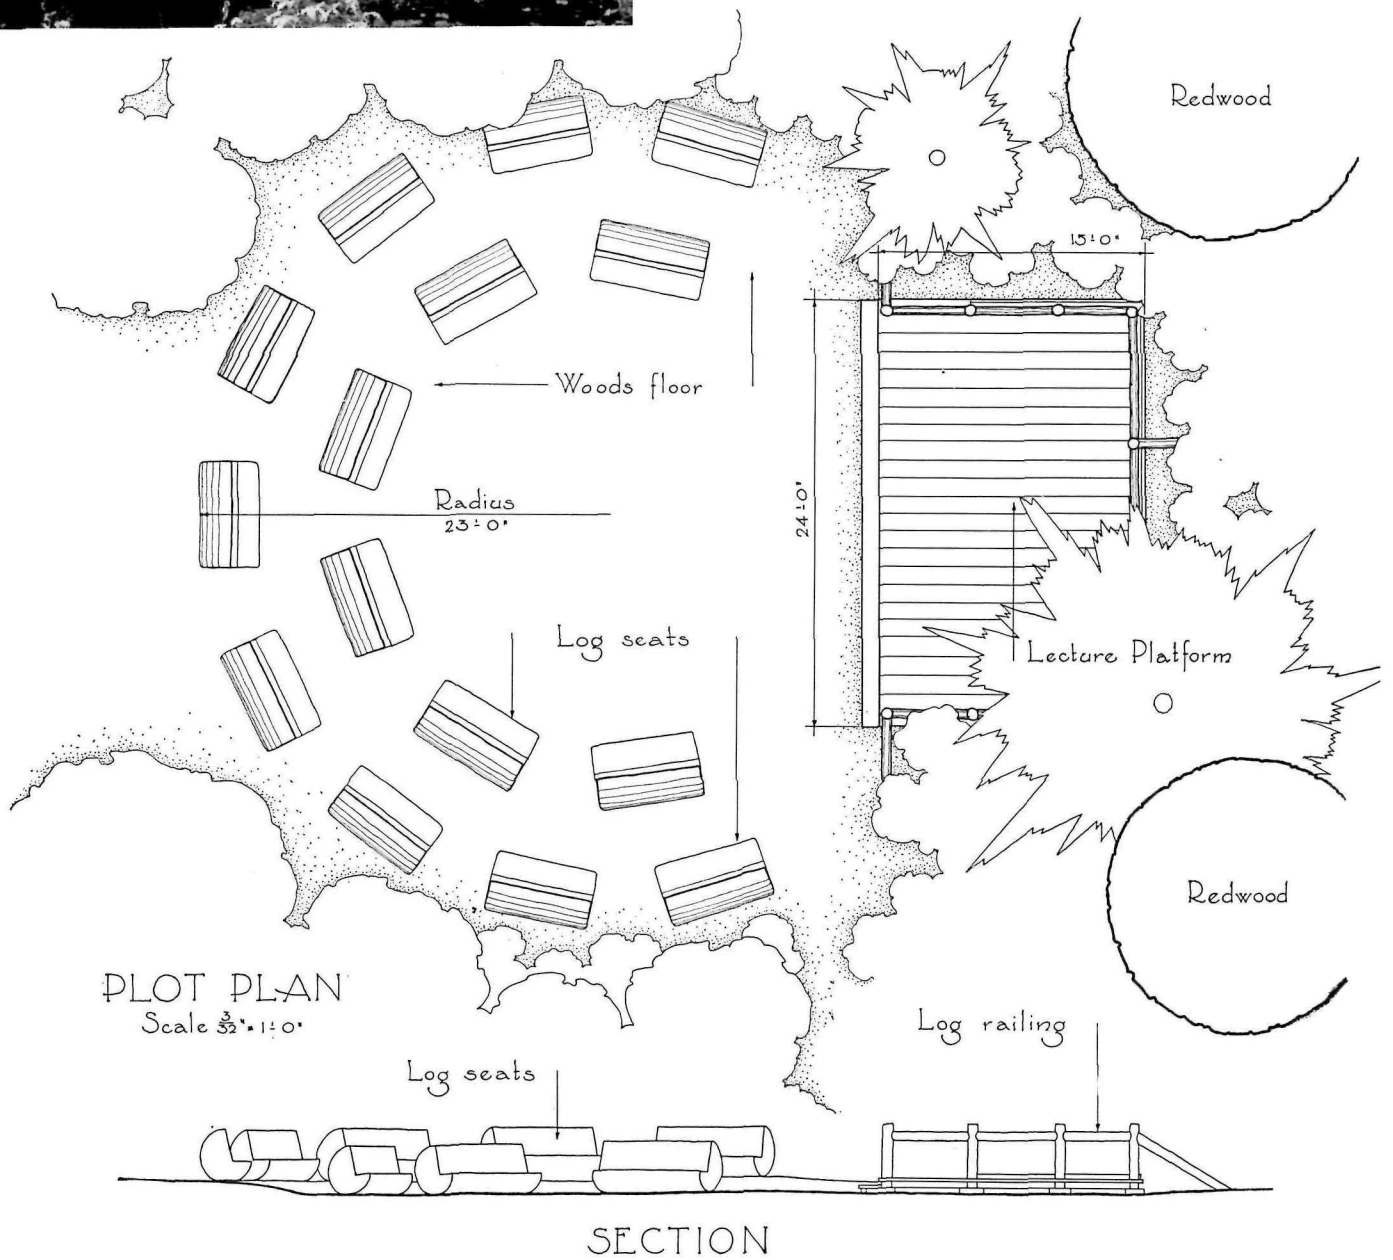 Redwood
15'-0"
Woods floor
Radius
23'-0"
24'-0"
Log seats
Lecture Platform
Redwood
PLOT PLAN
Scale 3/32" = 1'-0"
Log railing
Log seats
SECTION